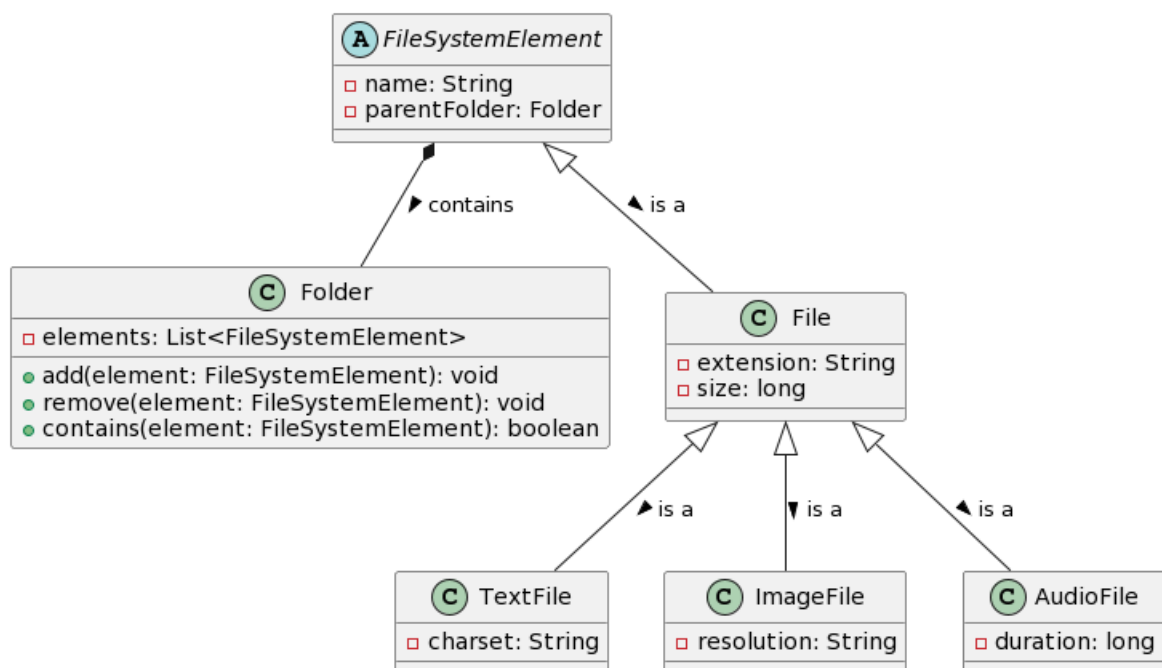 A FileSystemElement
name: String
parentFolder: Folder
contains
is a
C Folder
elements: List<FileSystemElement>
add(element: FileSystemElement): void
remove(element: FileSystemElement): void
contains(element: FileSystemElement): boolean
C File
extension: String
size: long
is a
is a
is a
C TextFile
charset: String
C ImageFile
resolution: String
C AudioFile
duration: long